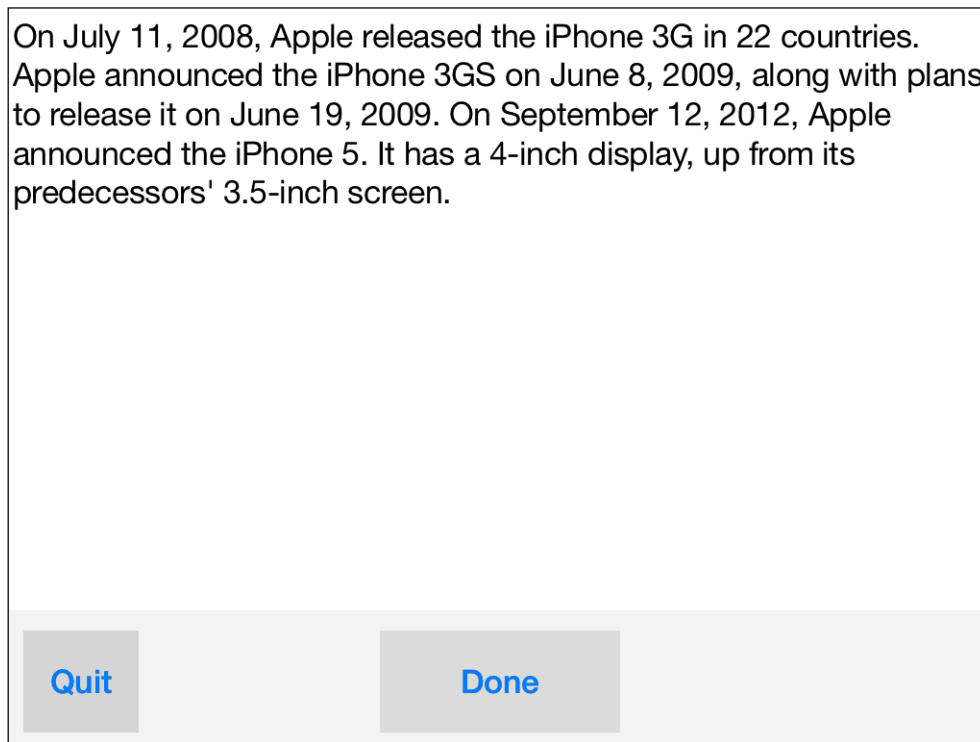 On July 11, 2008, Apple released the iPhone 3G in 22 countries.
Apple announced the iPhone 3GS on June 8, 2009, along with plans
to release it on June 19, 2009. On September 12, 2012, Apple
announced the iPhone 5. It has a 4-inch display, up from its
predecessors' 3.5-inch screen.
Quit
Done